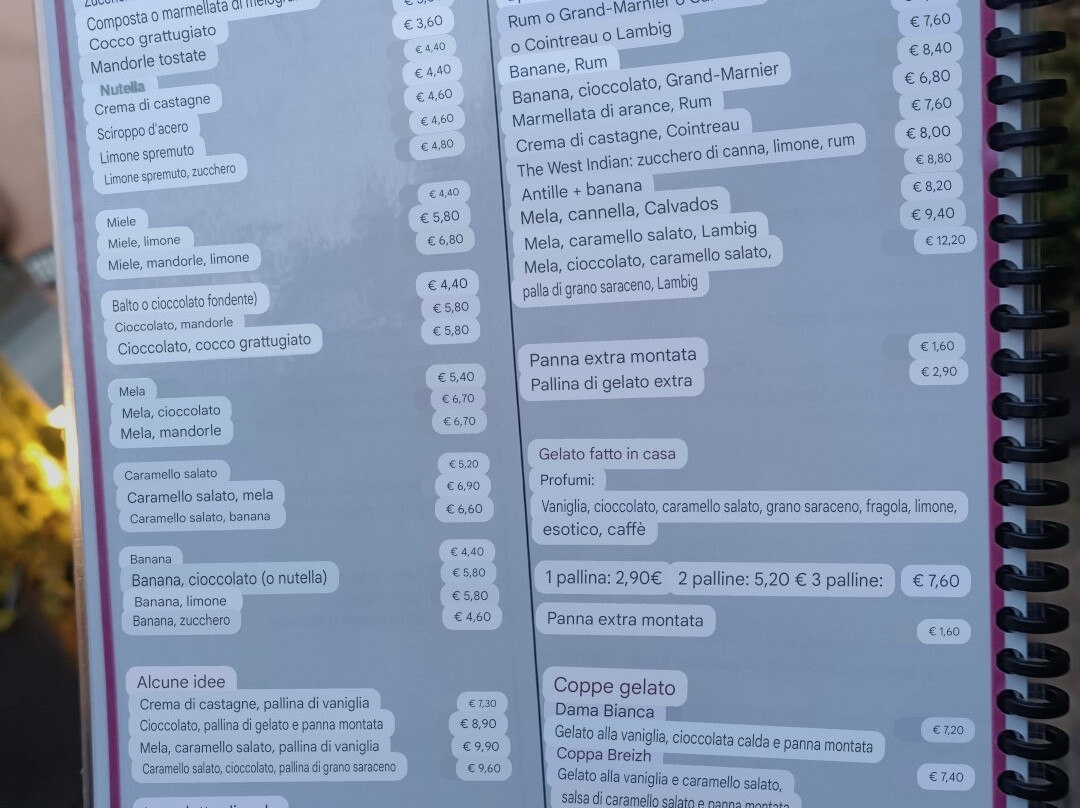 Composto o marmellata di
Cocco grattugiato
€ 3,60
Mandorle tostate
€ 4,40
Nutella
€ 4,40
Crema di castagne
€ 4,60
Sciroppo d'acero
€ 4,60
Limone spremuto
€ 4,80
Limone spremuto, zucchero
Miele
€ 4,40
Miele, limone
€ 5,80
Miele, mandorle, limone
€ 6,80
Balto o cioccolato fondente)
€ 4,40
Cioccolato, mandorle
€ 5,80
Cioccolato, cocco grattugiato
€ 5,80
Mela
€ 5,40
Mela, cioccolato
€ 6,70
Mela, mandorle
€ 6,70
Caramello salato
€ 5,20
Caramello salato, mela
€ 6,90
Caramello salato, banana
€ 6,60
Banana
€ 4,40
Banana, cioccolato (o nutella)
€ 5,80
Banana, limone
€ 5,80
Banana, zucchero
€ 4,60
Alcune idee
Crema di castagne, pallina di vaniglia
€ 7,30
Cioccolato, pallina di gelato e panna montata
€ 8,90
Mela, caramello salato, pallina di vaniglia
€ 9,90
Caramello salato, cioccolato, pallina di grano saraceno
€ 9,60
Rum o Grand-Marnier o
o Cointreau o Lambig
€ 7,60
Banane, Rum
€ 8,40
Banana, cioccolato, Grand-Marnier
€ 6,80
Marmellata di arance, Rum
€ 7,60
Crema di castagne, Cointreau
€ 8,00
The West Indian: zucchero di canna, limone, rum
€ 8,80
Antille + banana
€ 8,20
Mela, cannella, Calvados
€ 9,40
Mela, caramello salato, Lambig
€ 12,20
Mela, cioccolato, caramello salato,
palla di grano saraceno, Lambig
Panna extra montata
€ 1,60
Pallina di gelato extra
€ 2,90
Gelato fatto in casa
Profumi:
Vaniglia, cioccolato, caramello salato, grano saraceno, fragola, limone,
esotico, caffè
1 pallina: 2,90€ 2 palline: 5,20 € 3 palline: € 7,60
Panna extra montata
€ 1,60
Coppe gelato
Dama Bianca
Gelato alla vaniglia, cioccolata calda e panna montata
€ 7,20
Coppa Breizh
Gelato alla vaniglia e caramello salato,
€ 7,40
salsa di caramello salato e panna montata